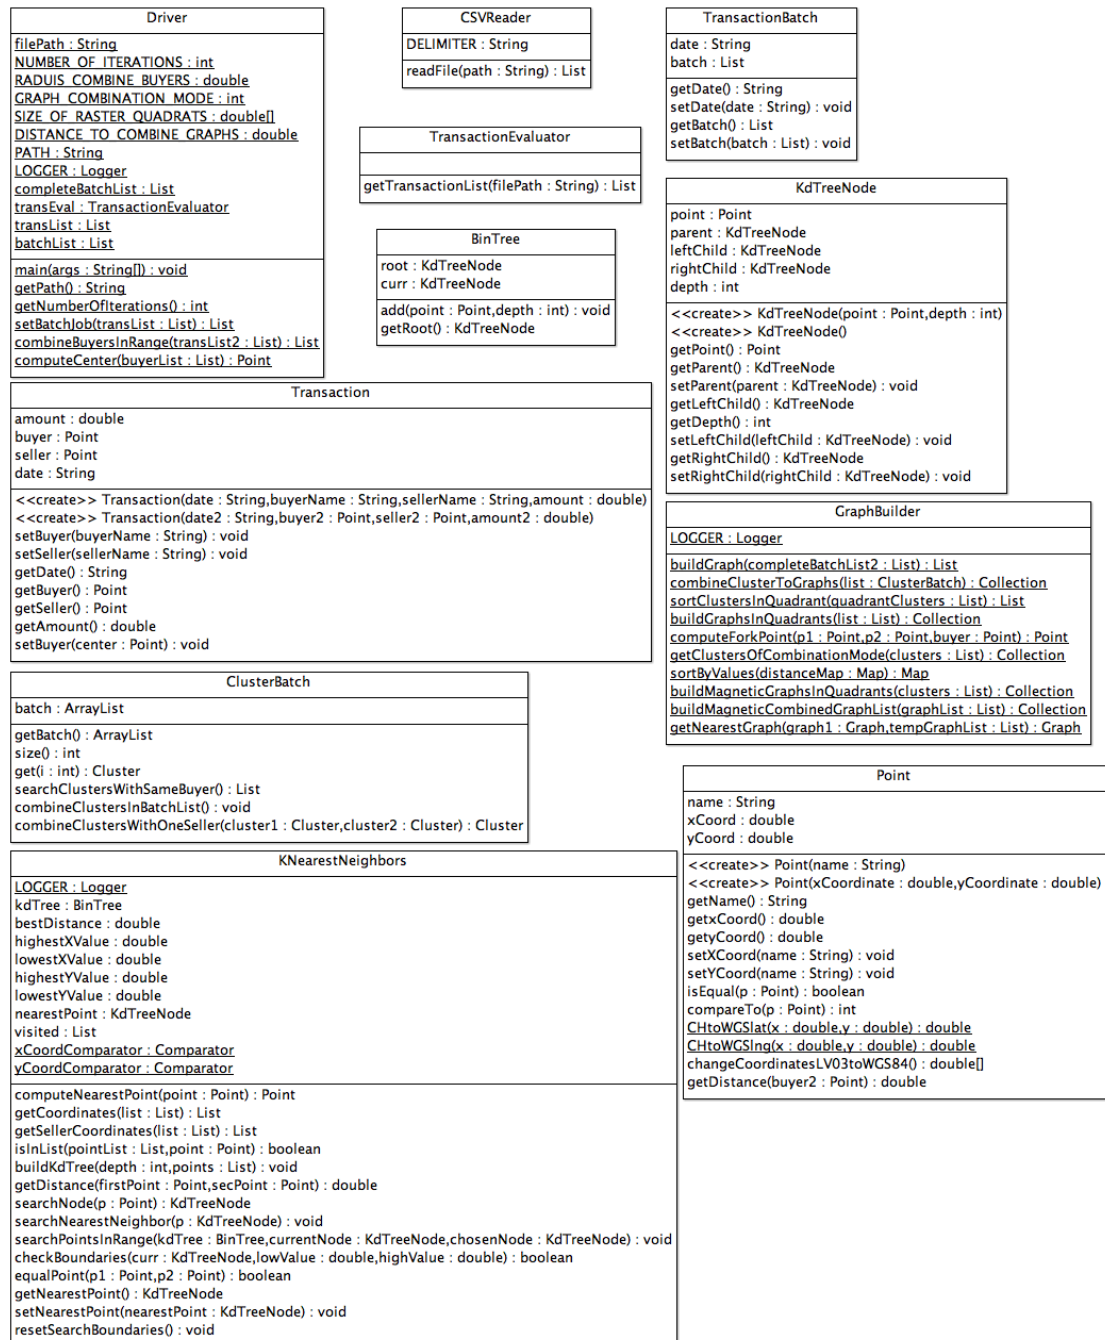 Driver
filePath : String
NUMBER_OF_ITERATIONS : int
RADUIS_COMBINE_BUYERS : double
GRAPH_COMBINATION_MODE : int
SIZE_OF_RASTER_QUADRATS : double[]
DISTANCE_TO_COMBINE_GRAPHS : double
PATH : String
LOGGER : Logger
completeBatchList : List
transEval : TransactionEvaluator
transList : List
batchList : List
main(args : String[]) : void
getPath() : String
getNumberOfIterations() : int
setBatchJob(transList : List) : List
combineBuyersInRange(transList2 : List) : List
computeCenter(buyerList : List) : Point
CSVReader
DELIMITER : String
readFile(path : String) : List
TransactionBatch
date : String
batch : List
getDate() : String
setDate(date : String) : void
getBatch() : List
setBatch(batch : List) : void
TransactionEvaluator
getTransactionList(filePath : String) : List
BinTree
root : KdTreeNode
curr : KdTreeNode
add(point : Point,depth : int) : void
getRoot() : KdTreeNode
KdTreeNode
point : Point
parent : KdTreeNode
leftChild : KdTreeNode
rightChild : KdTreeNode
depth : int
<<create>> KdTreeNode(point : Point,depth : int)
<<create>> KdTreeNode()
getPoint() : Point
getParent() : KdTreeNode
setParent(parent : KdTreeNode) : void
getLeftChild() : KdTreeNode
getDepth() : int
setLeftChild(leftChild : KdTreeNode) : void
getRightChild() : KdTreeNode
setRightChild(rightChild : KdTreeNode) : void
Transaction
amount : double
buyer : Point
seller : Point
date : String
<<create>> Transaction(date : String,buyerName : String,sellerName : String,amount : double)
<<create>> Transaction(date2 : String,buyer2 : Point,seller2 : Point,amount2 : double)
setBuyer(buyerName : String) : void
setSeller(sellerName : String) : void
getDate() : String
getBuyer() : Point
getSeller() : Point
getAmount() : double
setBuyer(center : Point) : void
GraphBuilder
LOGGER : Logger
buildGraph(completeBatchList2 : List) : List
combineClusterToGraphs(list : ClusterBatch) : Collection
sortClustersInQuadrant(quadrantClusters : List) : List
buildGraphsInQuadrants(list : List) : Collection
computeForkPoint(p1 : Point,p2 : Point,buyer : Point) : Point
getClustersOfCombinationMode(clusters : List) : Collection
sortByValues(distanceMap : Map) : Map
buildMagneticGraphsInQuadrants(clusters : List) : Collection
buildMagneticCombinedGraphList(graphList : List) : Collection
getNearestGraph(graph1 : Graph,tempGraphList : List) : Graph
ClusterBatch
batch : ArrayList
getBatch() : ArrayList
size() : int
get(i : int) : Cluster
searchClustersWithSameBuyer() : List
combineClustersInBatchList() : void
combineClustersWithOneSeller(cluster1 : Cluster,cluster2 : Cluster) : Cluster
Point
name : String
xCoord : double
yCoord : double
<<create>> Point(name : String)
<<create>> Point(xCoordinate : double,yCoordinate : double)
getName() : String
getxCoord() : double
getyCoord() : double
setXCoord(name : String) : void
setYCoord(name : String) : void
isEqual(p : Point) : boolean
compareTo(p : Point) : int
CHtoWGSlat(x : double,y : double) : double
CHtoWGSlng(x : double,y : double) : double
changeCoordinatesLV03toWGS84() : double[]
getDistance(buyer2 : Point) : double
KNearestNeighbors
LOGGER : Logger
kdTree : BinTree
bestDistance : double
highestXValue : double
lowestXValue : double
highestYValue : double
lowestYValue : double
nearestPoint : KdTreeNode
visited : List
xCoordComparator : Comparator
yCoordComparator : Comparator
computeNearestPoint(point : Point) : Point
getCoordinates(list : List) : List
getSellerCoordinates(list : List) : List
isInList(pointList : List,point : Point) : boolean
buildKdTree(depth : int,points : List) : void
getDistance(firstPoint : Point,secPoint : Point) : double
searchNode(p : Point) : KdTreeNode
searchNearestNeighbor(p : KdTreeNode) : void
searchPointsInRange(kdTree : BinTree,currentNode : KdTreeNode,chosenNode : KdTreeNode) : void
checkBoundaries(curr : KdTreeNode,lowValue : double,highValue : double) : boolean
equalPoint(p1 : Point,p2 : Point) : boolean
getNearestPoint() : KdTreeNode
setNearestPoint(nearestPoint : KdTreeNode) : void
resetSearchBoundaries() : void